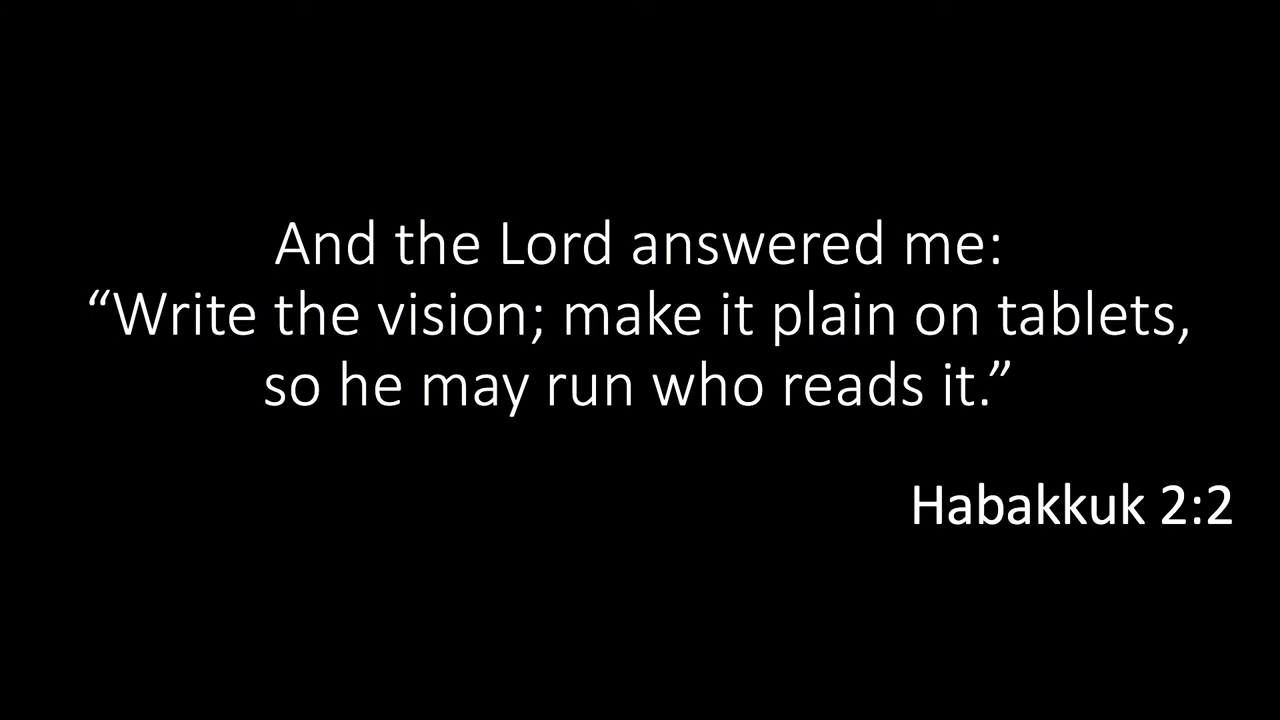 And the Lord answered me:
“Write the vision; make it plain on tablets,
so he may run who reads it.”
Habakkuk 2:2